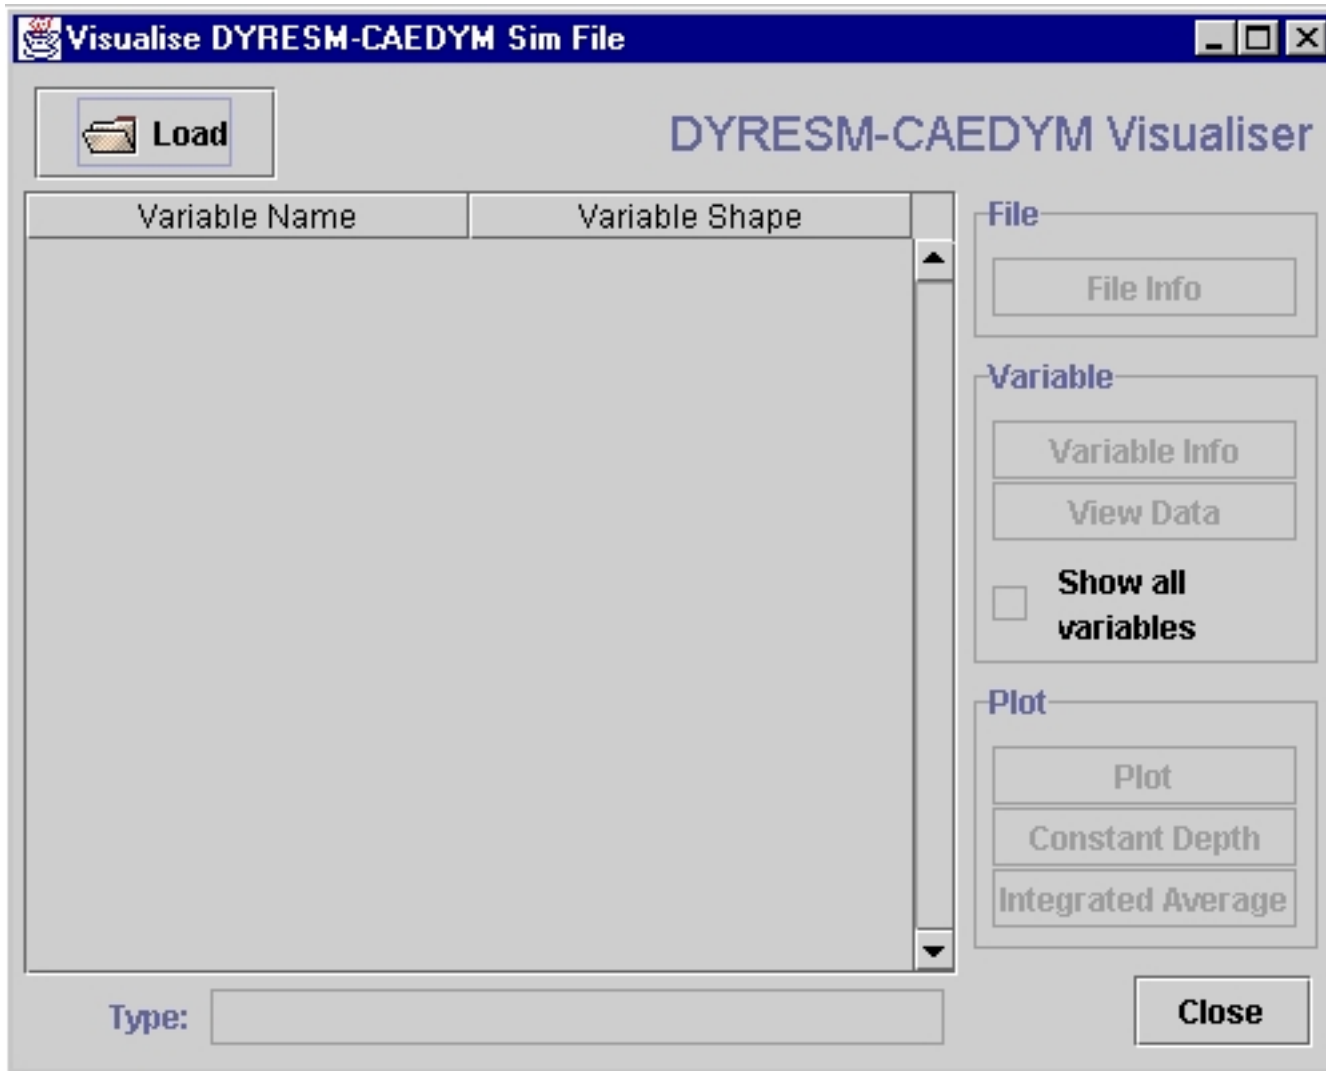 Visualise DYRESM-CAEDYM Sim File
Load
DYRESM-CAEDYM Visualiser
Variable Name
Variable Shape
File
File Info
Variable
Variable Info
View Data
Show all
variables
Plot
Plot
Constant Depth
Integrated Average
Type:
Close